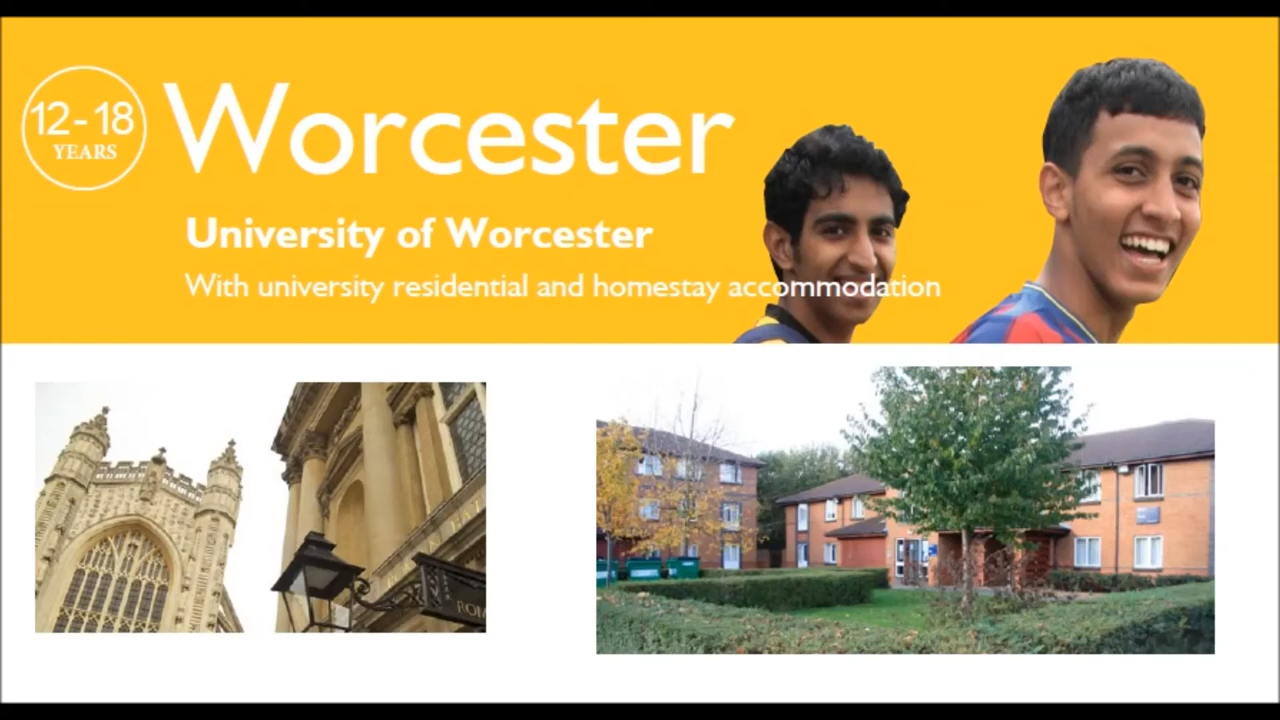 12-18
YEARS
Worcester
University of Worcester
With university residential and homestay accommodation